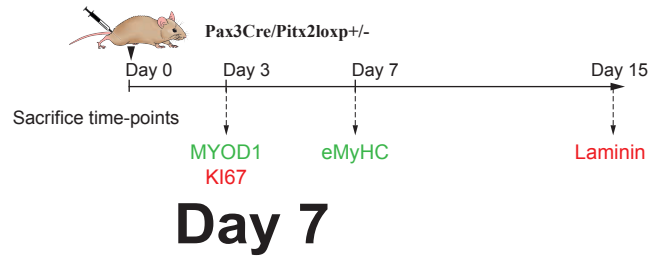 Pax3Cre/Pitx2loxp+/-
Day 0 Day 3 Day 7 Day 15
Sacrifice time-points
MYOD1 eMyHC Laminin
KI67
Day 7